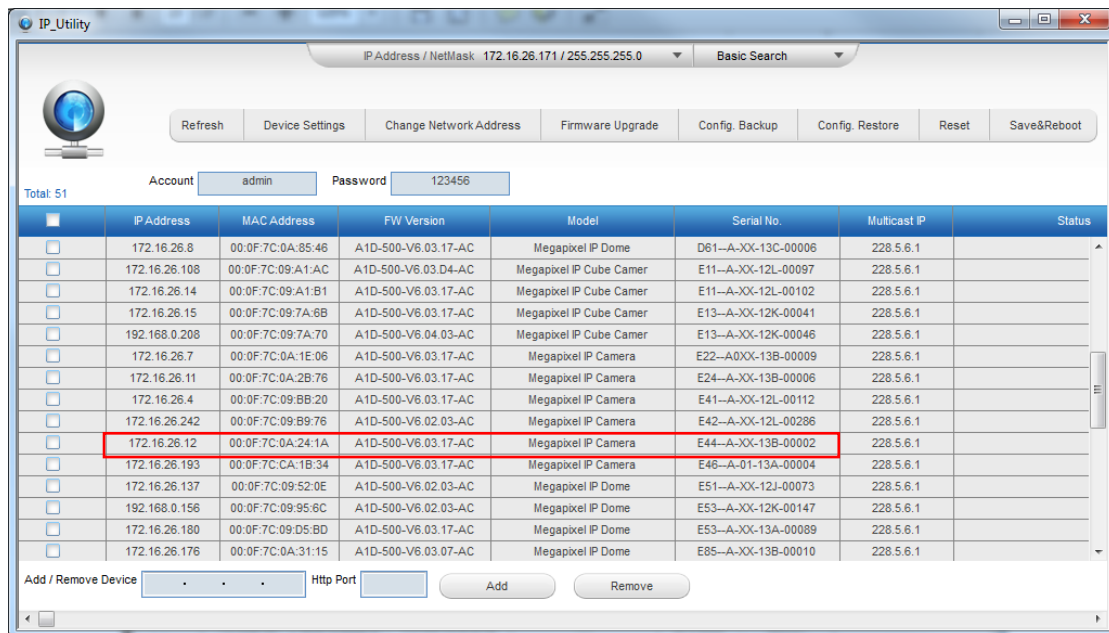 IP_Utility
IP Address / NetMask 172.16.26.171 / 255.255.255.0 Basic Search
Refresh Device Settings Change Network Address Firmware Upgrade Config. Backup Config. Restore Reset Save&Reboot
Account admin Password 123456
Total: 51
IP Address MAC Address FW Version Model Serial No. Multicast IP Status
172.16.26.8 00:0F:7C:0A:85:46 A1D-500-V6.03.17-AC Megapixel IP Dome D61--A-XX-13C-00006 228.5.6.1
172.16.26.108 00:0F:7C:09:A1:AC A1D-500-V6.03.D4-AC Megapixel IP Cube Camer E11--A-XX-12L-00097 228.5.6.1
172.16.26.14 00:0F:7C:09:A1:B1 A1D-500-V6.03.17-AC Megapixel IP Cube Camer E11--A-XX-12L-00102 228.5.6.1
172.16.26.15 00:0F:7C:09:7A:6B A1D-500-V6.03.17-AC Megapixel IP Cube Camer E13--A-XX-12K-00041 228.5.6.1
192.168.0.208 00:0F:7C:09:7A:70 A1D-500-V6.04.03-AC Megapixel IP Cube Camer E13--A-XX-12K-00046 228.5.6.1
172.16.26.7 00:0F:7C:0A:1E:06 A1D-500-V6.03.17-AC Megapixel IP Camera E22--A0XX-13B-00009 228.5.6.1
172.16.26.11 00:0F:7C:0A:2B:76 A1D-500-V6.03.17-AC Megapixel IP Camera E24--A-XX-13B-00006 228.5.6.1
172.16.26.4 00:0F:7C:09:BB:20 A1D-500-V6.03.17-AC Megapixel IP Camera E41--A-XX-12L-00112 228.5.6.1
172.16.26.242 00:0F:7C:09:B9:76 A1D-500-V6.02.03-AC Megapixel IP Camera E42--A-XX-12L-00286 228.5.6.1
172.16.26.12 00:0F:7C:0A:24:1A A1D-500-V6.03.17-AC Megapixel IP Camera E44--A-XX-13B-00002 228.5.6.1
172.16.26.193 00:0F:7C:CA:1B:34 A1D-500-V6.03.17-AC Megapixel IP Camera E46--A-01-13A-00004 228.5.6.1
172.16.26.137 00:0F:7C:09:52:0E A1D-500-V6.02.03-AC Megapixel IP Dome E51--A-XX-12J-00073 228.5.6.1
192.168.0.156 00:0F:7C:09:95:6C A1D-500-V6.02.03-AC Megapixel IP Dome E53--A-XX-12K-00147 228.5.6.1
172.16.26.180 00:0F:7C:09:D5:BD A1D-500-V6.03.17-AC Megapixel IP Dome E53--A-XX-13A-00089 228.5.6.1
172.16.26.176 00:0F:7C:0A:31:15 A1D-500-V6.03.07-AC Megapixel IP Dome E85--A-XX-13B-00010 228.5.6.1
Add / Remove Device . . . Http Port Add Remove